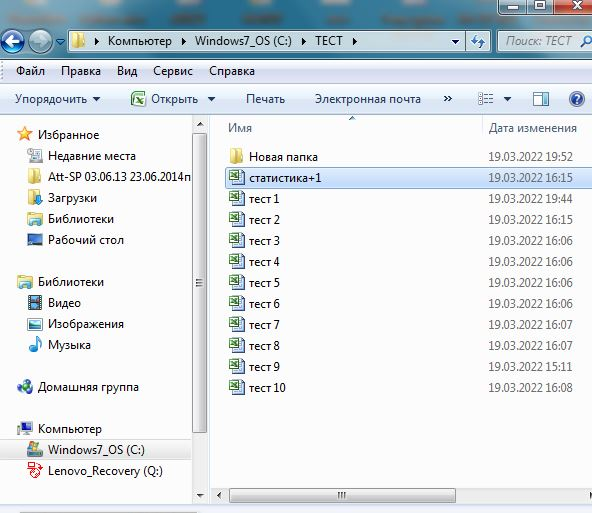 Компьютер Windows7_OS (C:) ТЕСТ Поиск: ТЕСТ
Файл Правка Вид Сервис Справка
Упорядочить Открыть Печать Электронная почта »
Имя Дата изменения
Избранное
Недавние места
Att-SP 03.06.13 23.06.2014п
Загрузки
Библиотеки
Рабочий стол
Библиотеки
Видео
Изображения
Музыка
Домашняя группа
Компьютер
Windows7_OS (C:)
Lenovo_Recovery (Q:)
Новая папка 19.03.2022 19:52
статистика+1 19.03.2022 16:15
тест 1 19.03.2022 19:44
тест 2 19.03.2022 16:15
тест 3 19.03.2022 16:06
тест 4 19.03.2022 16:06
тест 5 19.03.2022 16:06
тест 6 19.03.2022 16:06
тест 7 19.03.2022 16:07
тест 8 19.03.2022 16:07
тест 9 19.03.2022 15:11
тест 10 19.03.2022 16:08